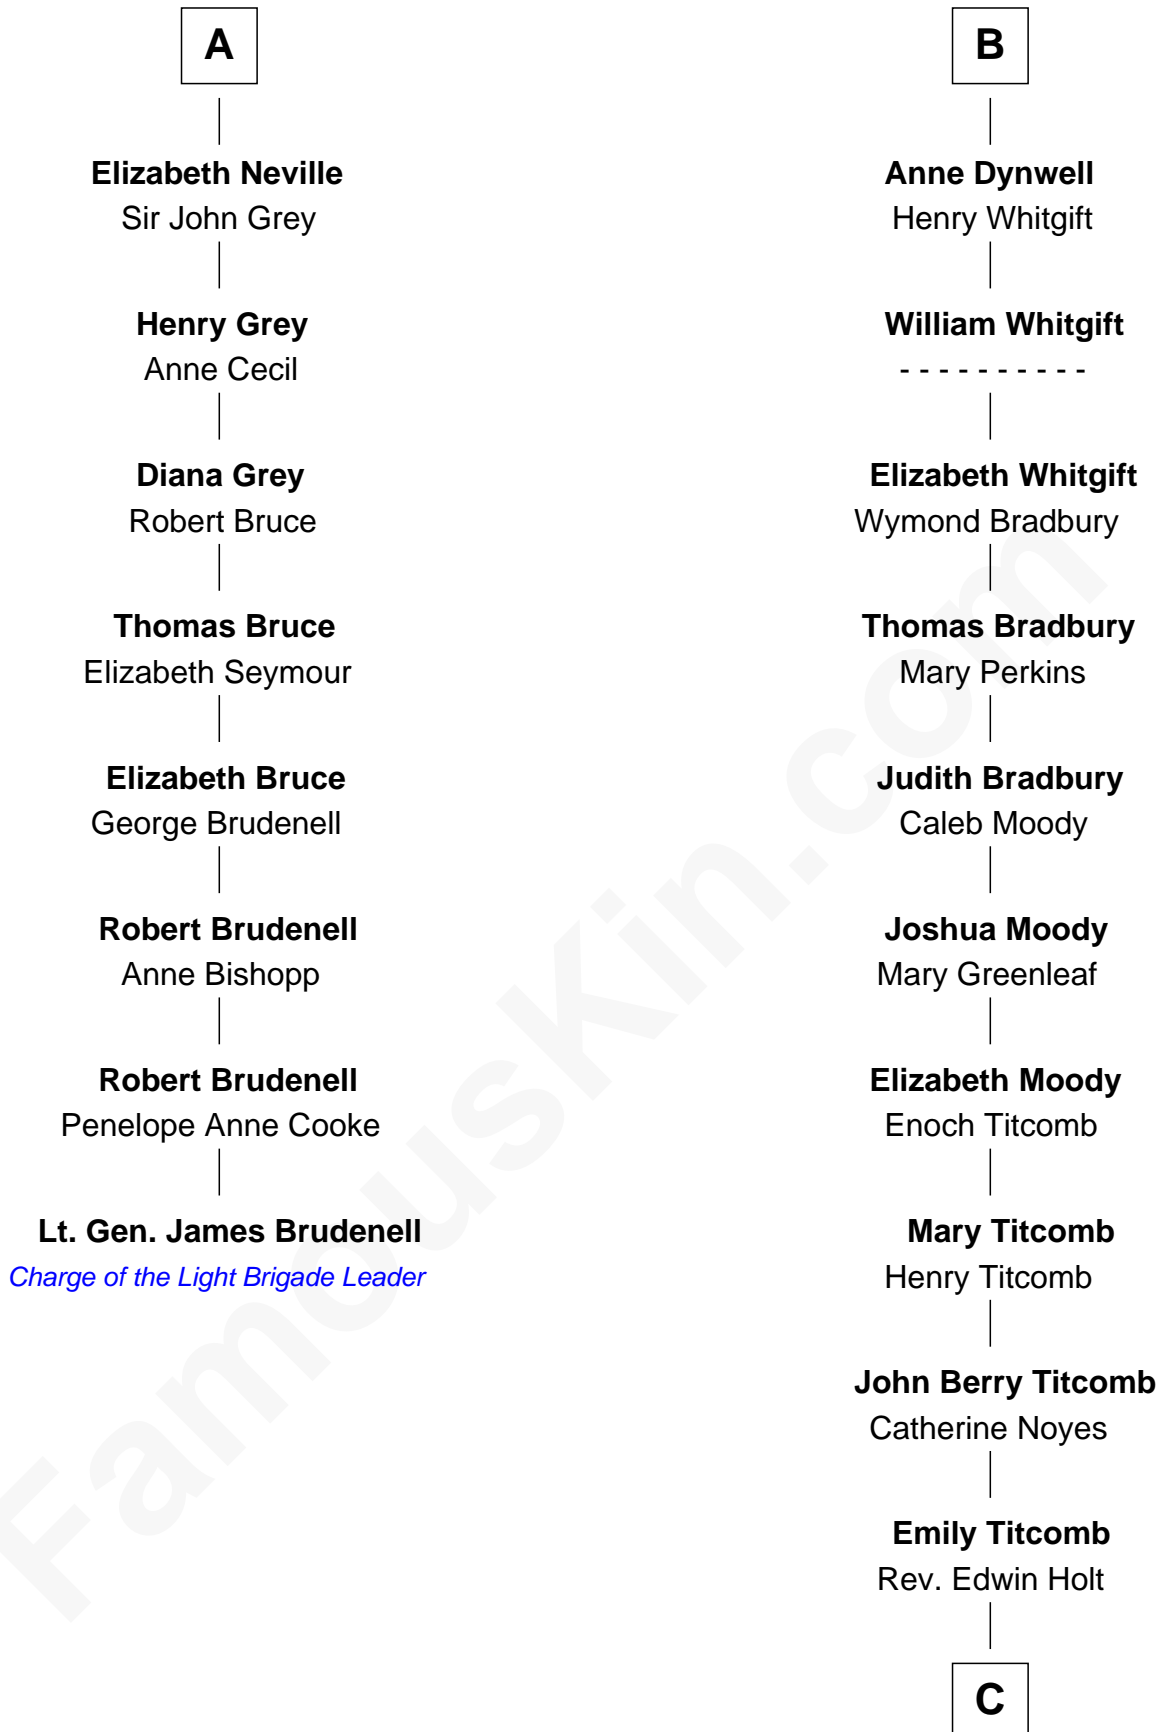 A
Elizabeth Neville
Sir John Grey
Henry Grey
Anne Cecil
Diana Grey
Robert Bruce
Thomas Bruce
Elizabeth Seymour
Elizabeth Bruce
George Brudenell
Robert Brudenell
Anne Bishopp
Robert Brudenell
Penelope Anne Cooke
Lt. Gen. James Brudenell
Charge of the Light Brigade Leader
B
Anne Dynwell
Henry Whitgift
William Whitgift
- - - - - - - - - -
Elizabeth Whitgift
Wymond Bradbury
Thomas Bradbury
Mary Perkins
Judith Bradbury
Caleb Moody
Joshua Moody
Mary Greenleaf
Elizabeth Moody
Enoch Titcomb
Mary Titcomb
Henry Titcomb
John Berry Titcomb
Catherine Noyes
Emily Titcomb
Rev. Edwin Holt
C
FamousKin.com